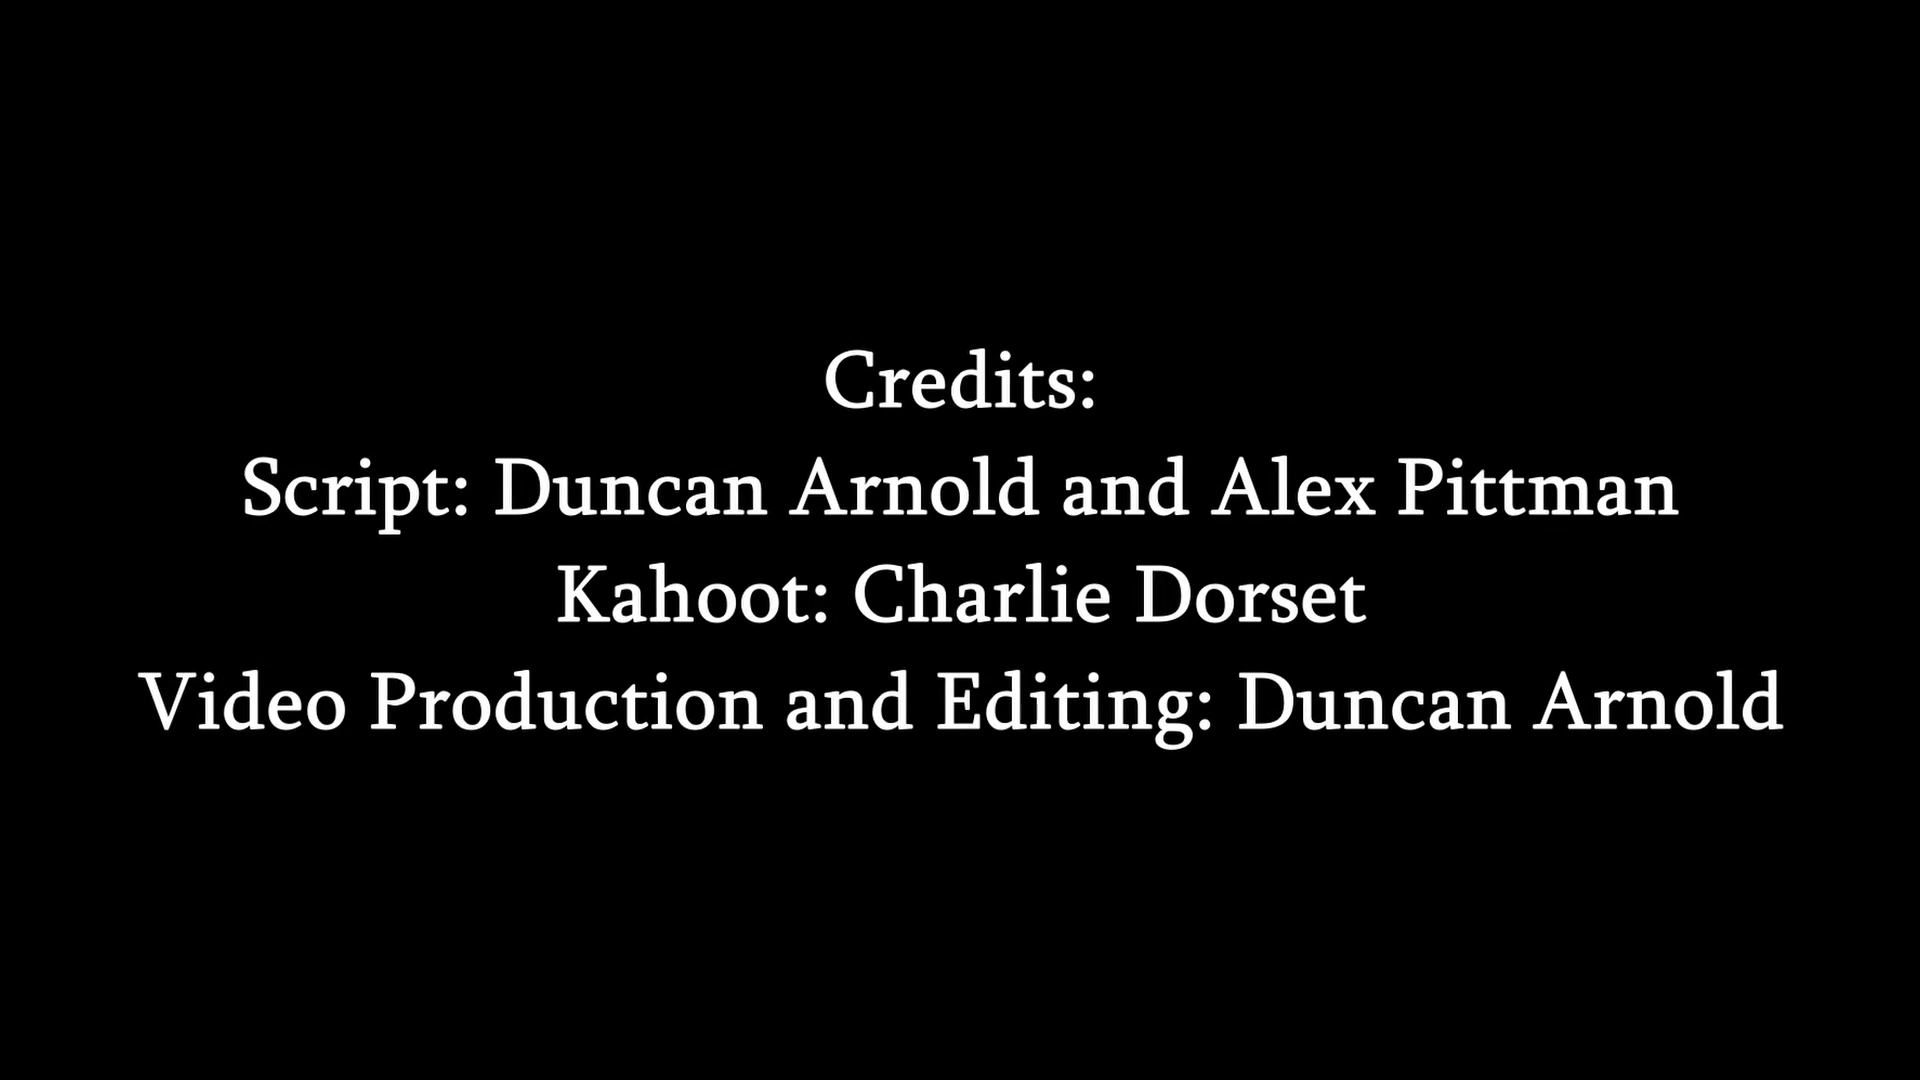 Credits:
Script: Duncan Arnold and Alex Pittman
Kahoot: Charlie Dorset
Video Production and Editing: Duncan Arnold